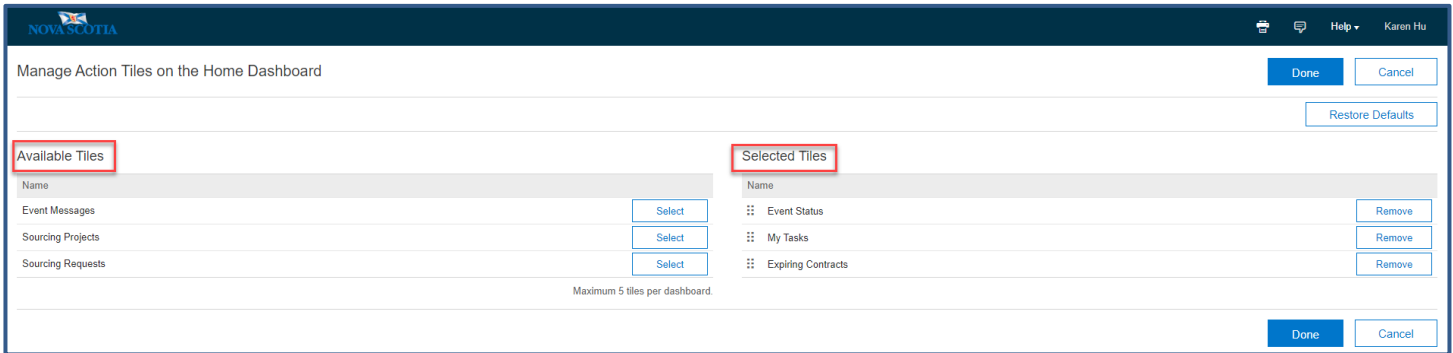 NOVA SCOTIA
Help Karen Hu
Manage Action Tiles on the Home Dashboard
Done Cancel
Restore Defaults
Available Tiles
Name
Event Messages Select
Sourcing Projects Select
Sourcing Requests Select
Maximum 5 tiles per dashboard.
Selected Tiles
Name
Event Status Remove
My Tasks Remove
Expiring Contracts Remove
Done Cancel